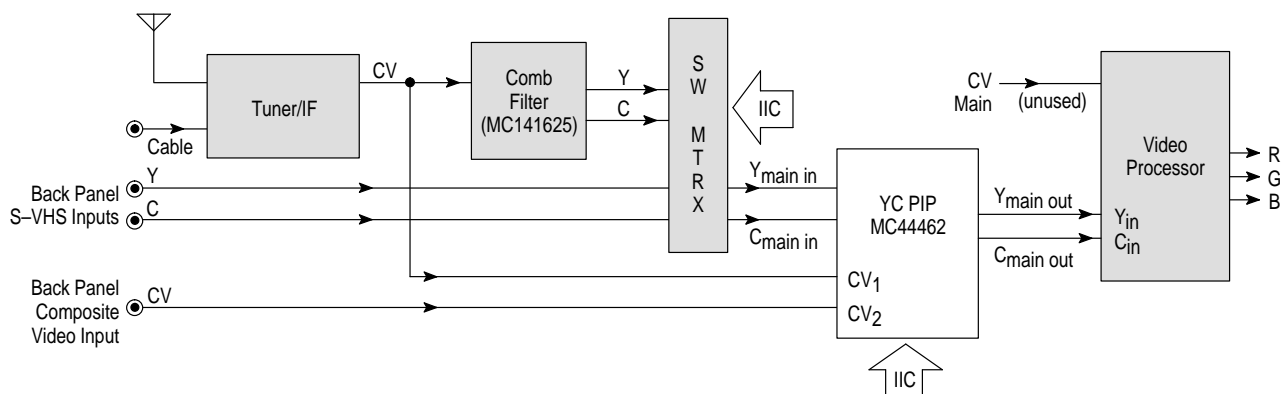 CV
Tuner/IF
Cable
Comb
Filter
(MC141625)
Y
C
S
W
M
T
R
X
IIC
CV
Main
(unused)
Video
Processor
R
G
B
Back Panel
S–VHS Inputs
Y
C
Ymain in
Cmain in
YC PIP
MC44462
CV1
CV2
Ymain out
Cmain out
Yin
Cin
Back Panel
Composite
Video Input
CV
IIC